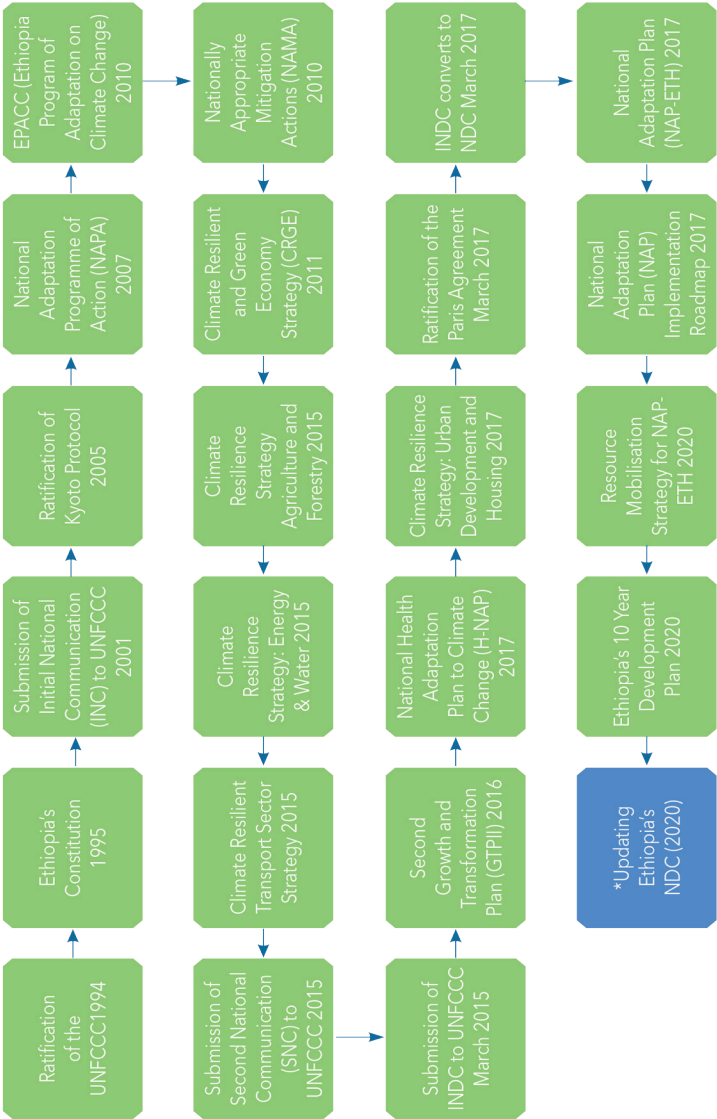 Ratification
of the
UNFCCC1994
Ethiopia's
Constitution
1995
Submission of
Initial National
Communication
(INC) to UNFCCC
2001
Ratification of
Kyoto Protocol
2005
National
Adaptation
Programme of
Action (NAPA)
2007
EPACC (Ethiopia
Program of
Adaptation on
Climate Change)
2010
Nationally
Appropriate
Mitigation
Actions (NAMA)
2010
Climate Resilient
and Green
Economy
Strategy (CRGE)
2011
Climate
Resilience
Strategy
Agriculture and
Forestry 2015
Climate
Resilience
Strategy: Energy
& Water 2015
Climate Resilient
Transport Sector
Strategy 2015
Submission of
Second National
Communication
(SNC) to
UNFCCC 2015
Submission of
INDC to UNFCCC
March 2015
Second
Growth and
Transformation
Plan (GTPII) 2016
National Health
Adaptation
Plan to Climate
Change (H-NAP)
2017
Climate Resilience
Strategy: Urban
Development and
Housing 2017
Ratification of the
Paris Agreement
March 2017
INDC converts to
NDC March 2017
National
Adaptation Plan
(NAP-ETH) 2017
National
Adaptation
Plan (NAP)
Implementation
Roadmap 2017
Resource
Mobilisation
Strategy for NAP-
ETH 2020
Ethiopia's 10 Year
Development
Plan 2020
*Updating
Ethiopia's
NDC (2020)